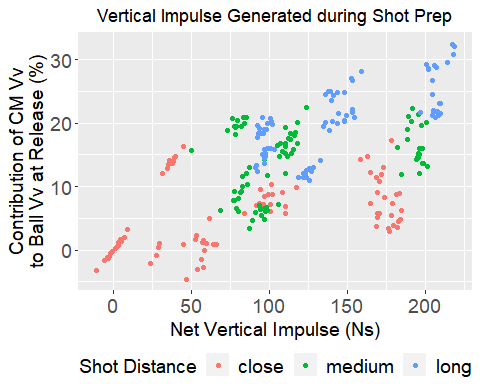 Vertical Impulse Generated during Shot Prep
Contribution of CM Vv
to Ball Vv at Release (%)
30
20
10
0
0
50
100
150
200
Net Vertical Impulse (Ns)
Shot Distance
close
medium
long